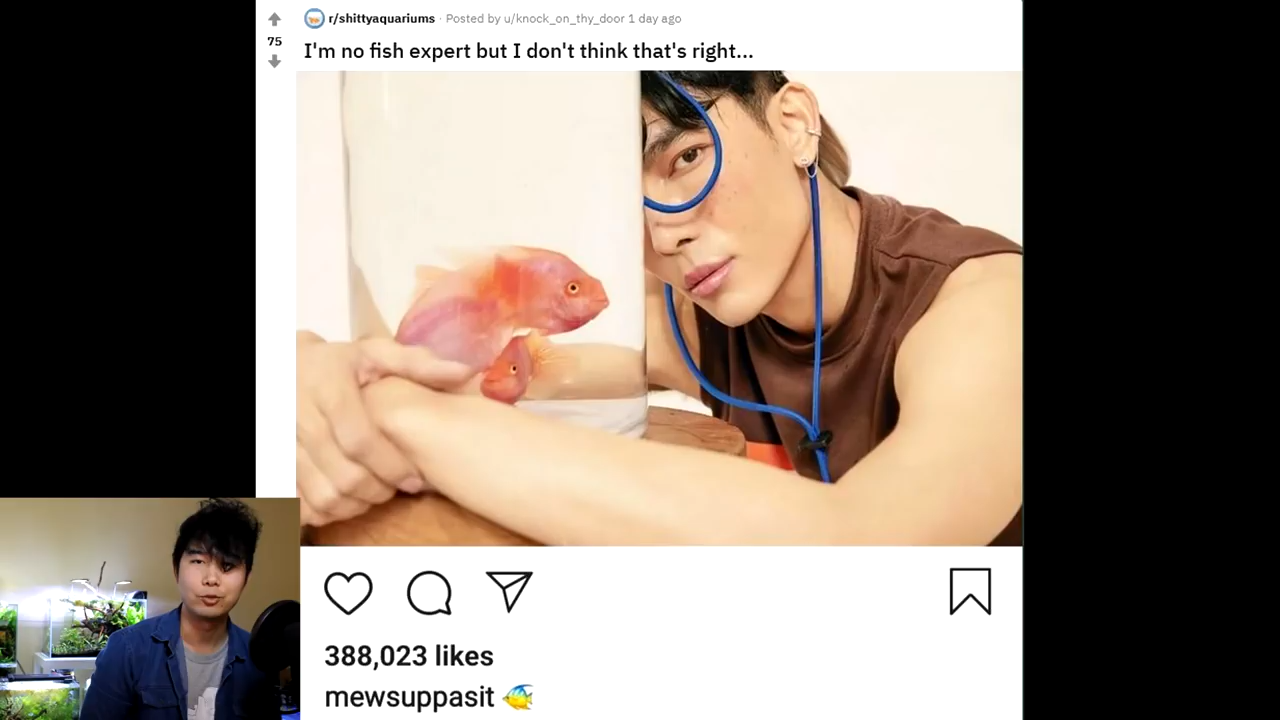 r/shittyaquariums · Posted by u/knock_on_thy_door 1 day ago
75
I'm no fish expert but I don't think that's right...
388,023 likes
mewsuppasit 🐠